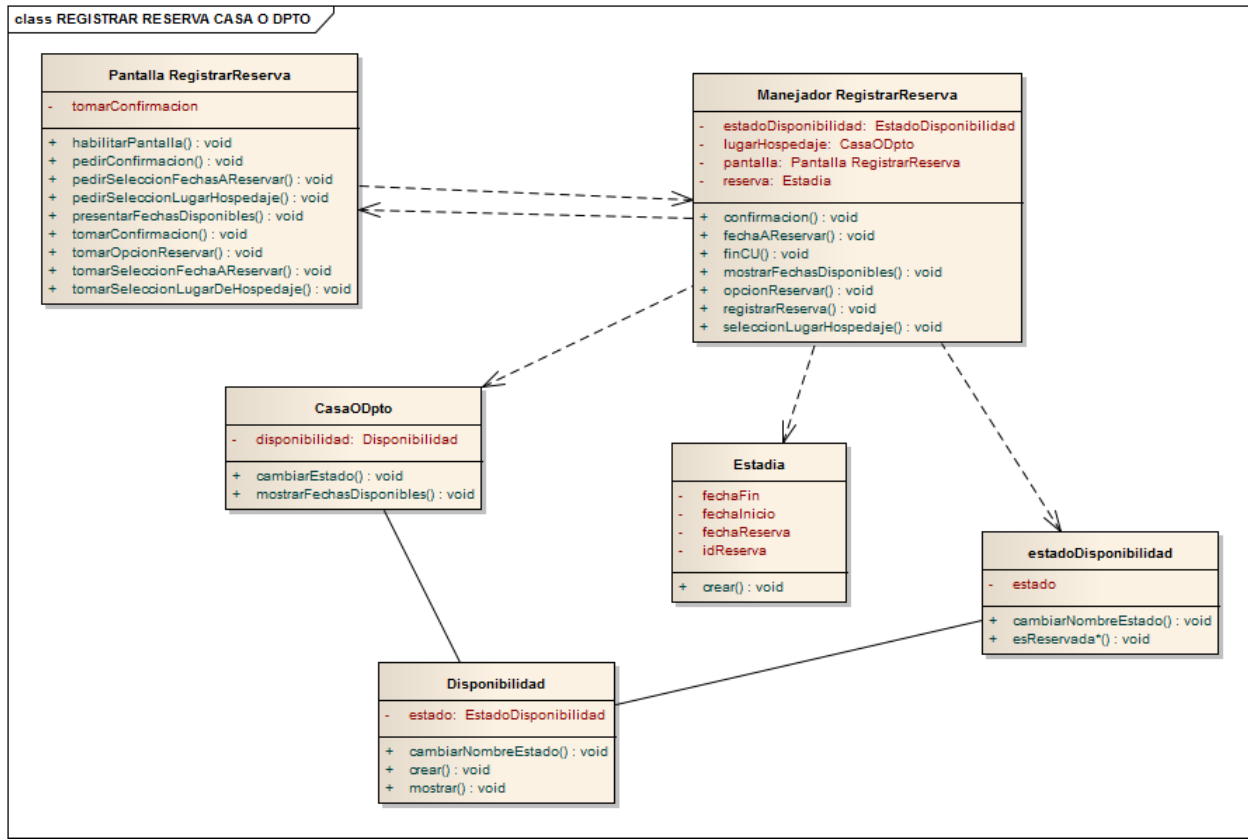 class REGISTRAR RESERVA CASA O DPTO
Pantalla RegistrarReserva
- tomarConfirmacion
+ habilitarPantalla() : void
+ pedirConfirmacion() : void
+ pedirSeleccionFechasAReservar() : void
+ pedirSeleccionLugarHospedaje() : void
+ presentarFechasDisponibles() : void
+ tomarConfirmacion() : void
+ tomarOpcionReservar() : void
+ tomarSeleccionFechaAReservar() : void
+ tomarSeleccionLugarDeHospedaje() : void
Manejador RegistrarReserva
- estadoDisponibilidad: EstadoDisponibilidad
- lugarHospedaje: CasaODpto
- pantalla: Pantalla RegistrarReserva
- reserva: Estadia
+ confirmacion() : void
+ fechaAReservar() : void
+ finCU() : void
+ mostrarFechasDisponibles() : void
+ opcionReservar() : void
+ registrarReserva() : void
+ seleccionLugarHospedaje() : void
CasaODpto
- disponibilidad: Disponibilidad
+ cambiarEstado() : void
+ mostrarFechasDisponibles() : void
Estadia
- fechaFin
- fechaInicio
- fechaReserva
- idReserva
+ crear() : void
estadoDisponibilidad
- estado
+ cambiarNombreEstado() : void
+ esReservada*() : void
Disponibilidad
- estado: EstadoDisponibilidad
+ cambiarNombreEstado() : void
+ crear() : void
+ mostrar() : void